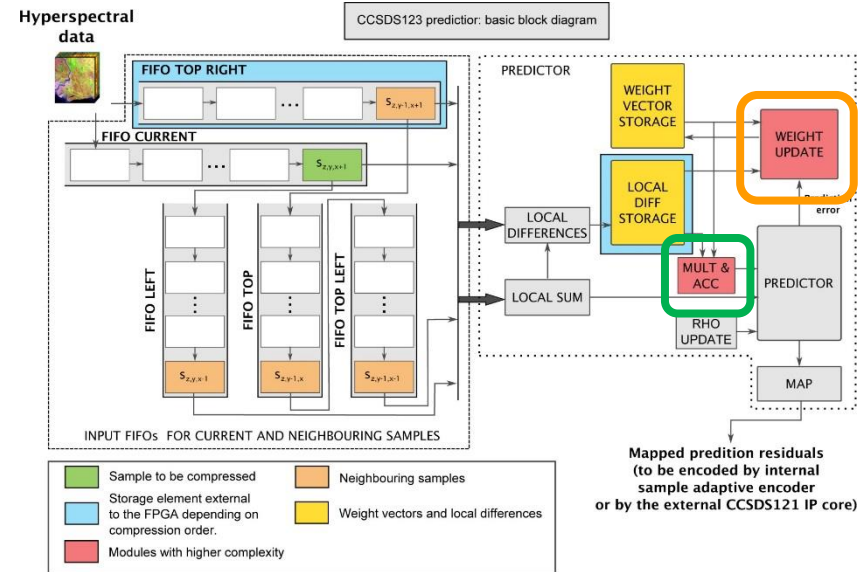 CCSDS123 predictior: basic block diagram
Hyperspectral
data
FIFO TOP RIGHT
...
S z,y-1,x+1
FIFO CURRENT
...
S z,y,x+1
FIFO LEFT
FIFO TOP
FIFO TOP LEFT
S z,y,x-1
S z,y-1,x
S z,y-1,x-1
INPUT FIFOs FOR CURRENT AND NEIGHBOURING SAMPLES
PREDICTOR
WEIGHT
VECTOR
STORAGE
WEIGHT
UPDATE
LOCAL
DIFF
STORAGE
LOCAL
DIFFERENCES
error
MULT &
ACC
PREDICTOR
LOCAL SUM
RHO
UPDATE
MAP
Mapped predition residuals
(to be encoded by internal
sample adaptive encoder
or by the external CCSDS121 IP core)
Sample to be compressed
Storage element external
to the FPGA depending on
compression order.
Modules with higher complexity
Neighbouring samples
Weight vectors and local differences